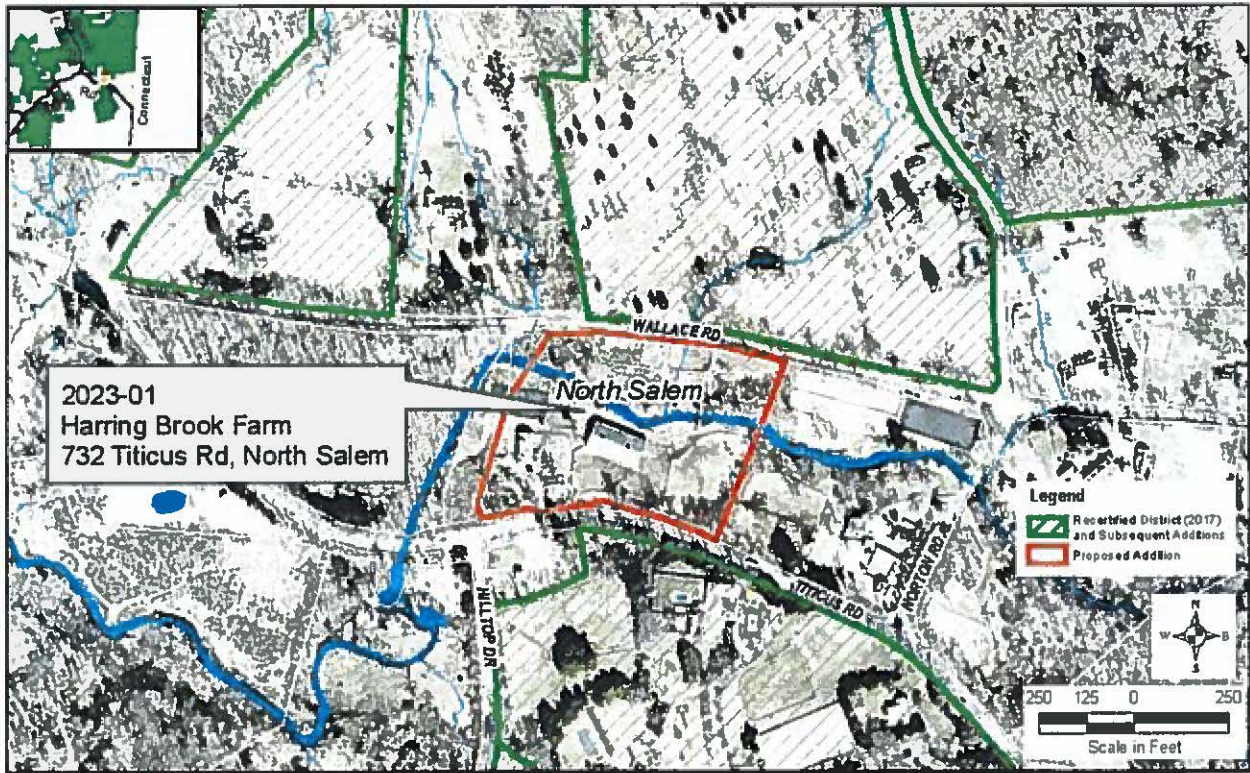 Connecticut
WALLACE RD
North Salem
2023-01
Harring Brook Farm
732 Titicus Rd, North Salem
HILLTOP DR
TITICUS RD
NORTON RD
Legend
Recertified District (2017)
and Subsequent Additions
Proposed Addition
N
W
E
S
250 125 0 250
Scale in Feet